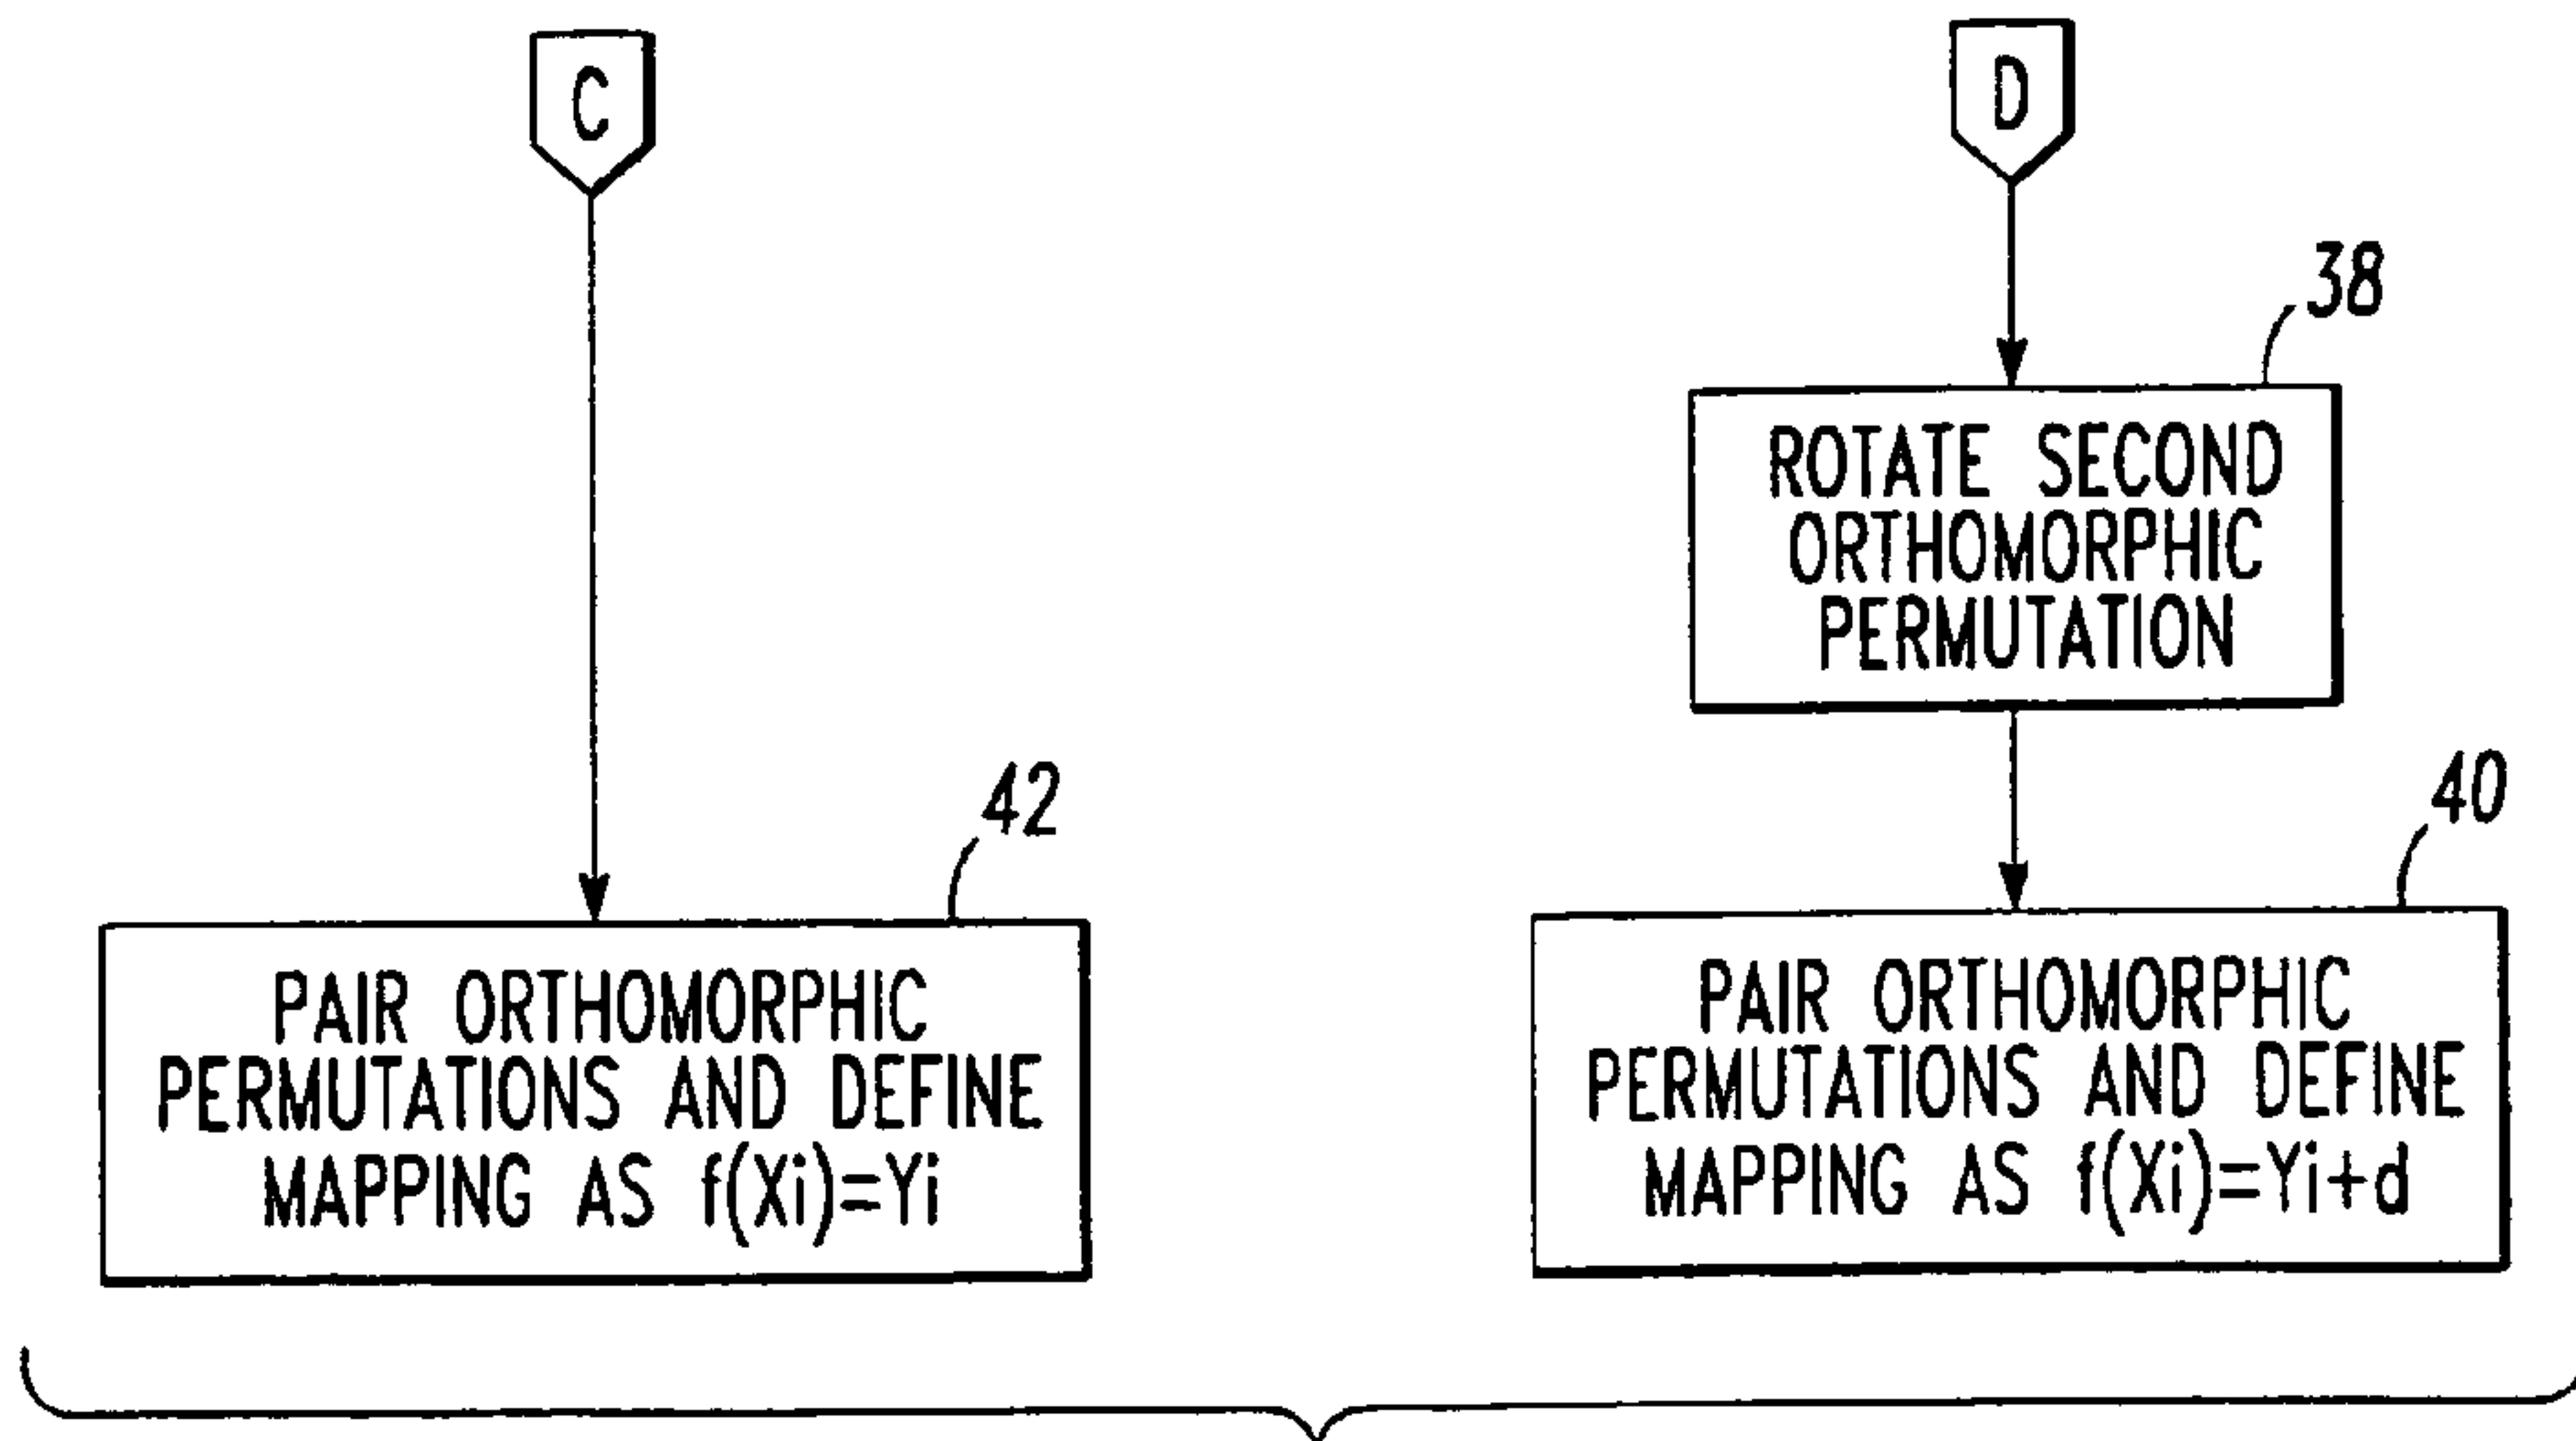 C
42
PAIR ORTHOMORPHIC
PERMUTATIONS AND DEFINE
MAPPING AS f(Xi)=Yi
D
38
ROTATE SECOND
ORTHOMORPHIC
PERMUTATION
40
PAIR ORTHOMORPHIC
PERMUTATIONS AND DEFINE
MAPPING AS f(Xi)=Yi+d